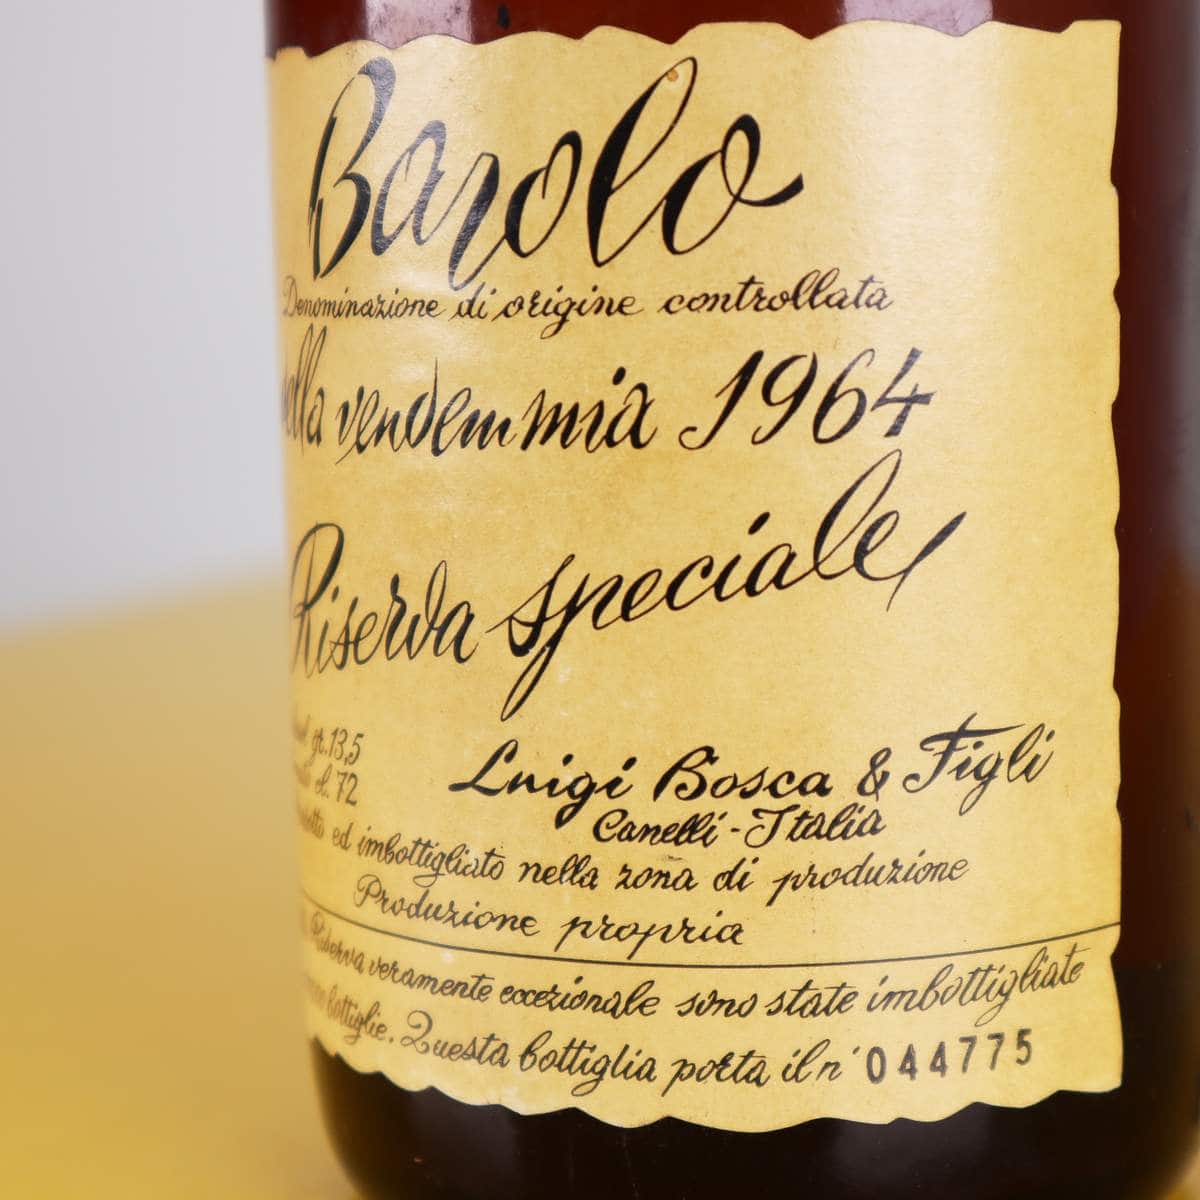 Barolo
Denominazione di origine controllata
della vendemmia 1964
Riserva speciale
gr.13,5
cl. 72
Luigi Bosca & Figli
Canelli - Italia
ed imbottigliato nella zona di produzione
Produzione propria
Riserva veramente eccezionale sono state imbottigliate
bottiglie. Questa bottiglia porta il n° 044775